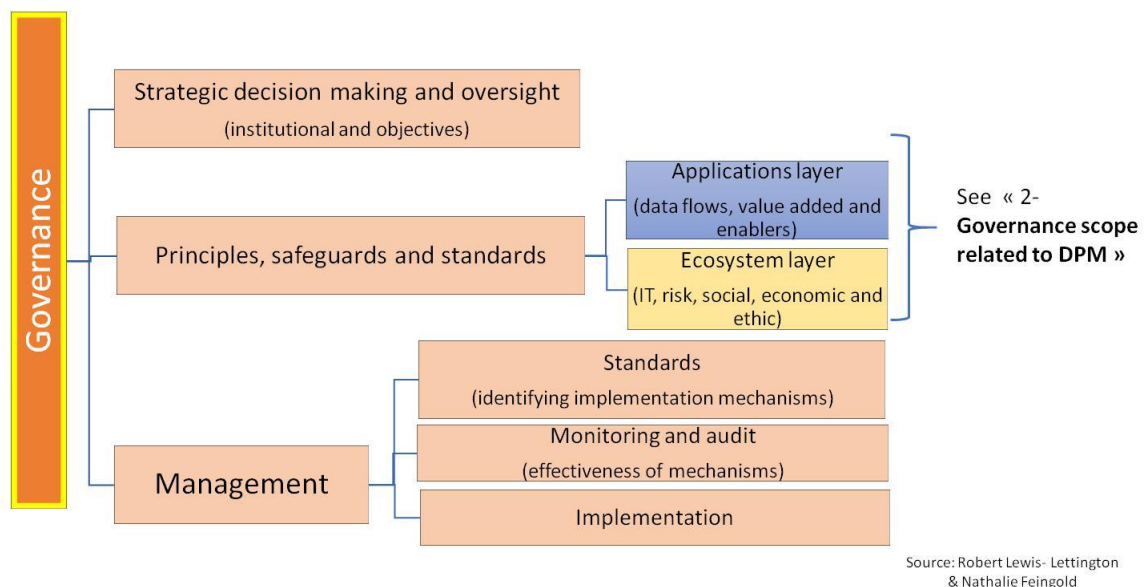 Governance
Strategic decision making and oversight
(institutional and objectives)
Principles, safeguards and standards
Applications layer
(data flows, value added and
enablers)
Ecosystem layer
(IT, risk, social, economic and
ethic)
See « 2-
Governance scope
related to DPM »
Management
Standards
(identifying implementation mechanisms)
Monitoring and audit
(effectiveness of mechanisms)
Implementation
Source: Robert Lewis- Lettington
& Nathalie Feingold